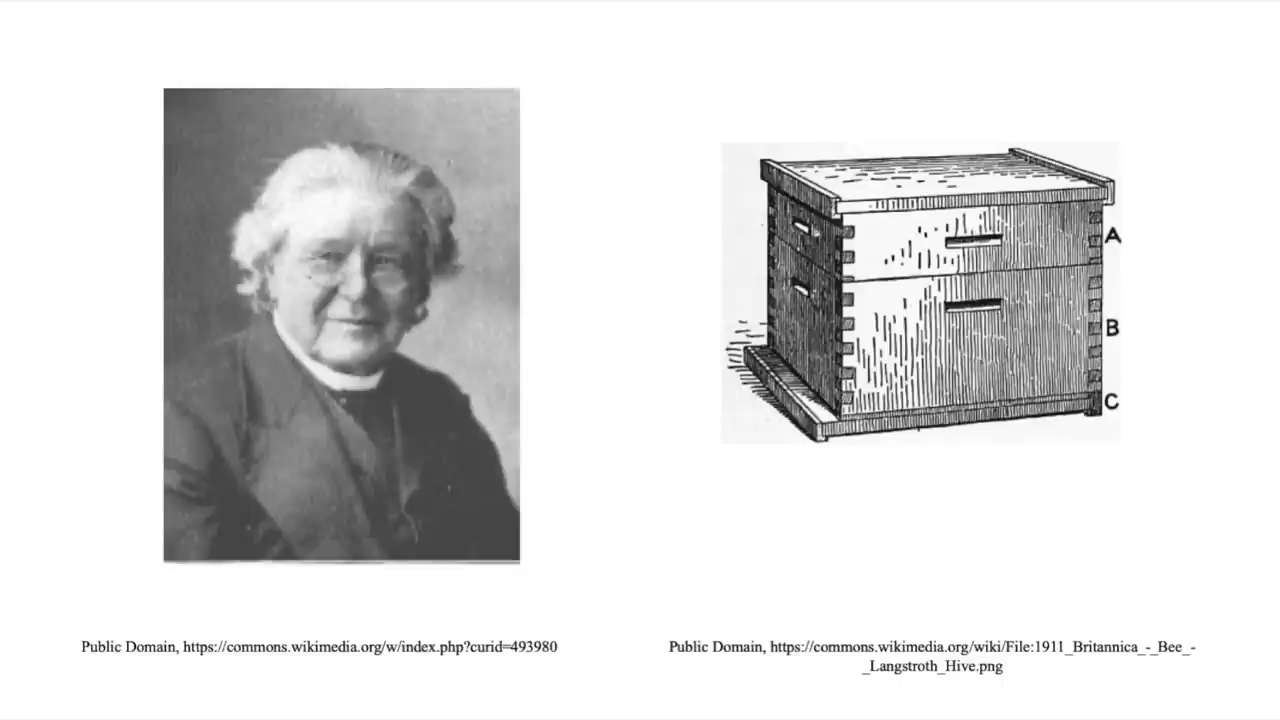 A
B
C
Public Domain, https://commons.wikimedia.org/w/index.php?curid=493980
Public Domain, https://commons.wikimedia.org/wiki/File:1911_Britannica_-_Bee_-
_Langstroth_Hive.png